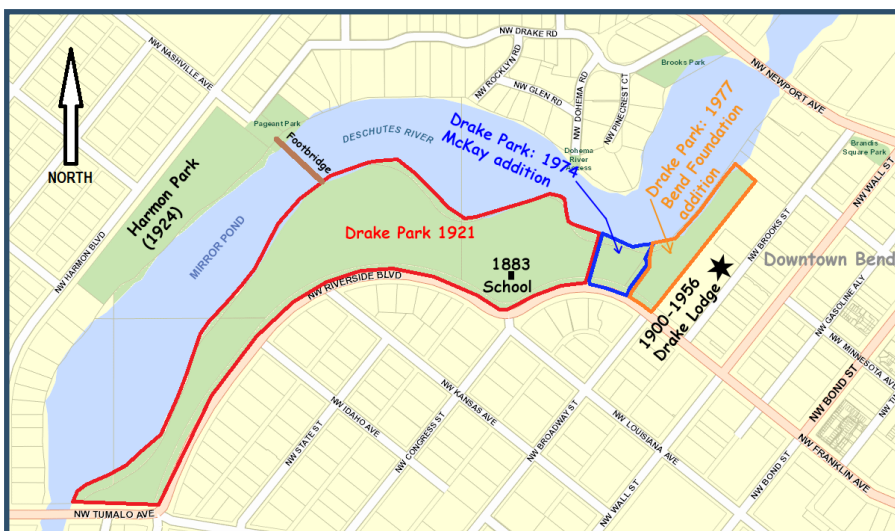 NW NASHVILLE AVE
NW DRAKE RD
NW ROCKLYN RD
NW GLEN RD
NW DOHEMA RD
NW PINECREST CT
Brooks Park
NW NEWPORT AVE
Pageant Park
Footbridge
DESCHUTES RIVER
Drake Park: 1974
McKay addition
Dohema
River
Drake Park: 1977
Bend Foundation
addition
Brandis
Square Park
NW WALL ST
NORTH
Harmon Park
(1924)
NW HARMON BLVD
MIRROR POND
Drake Park 1921
1883
School
NW RIVERSIDE BLVD
NW BROOKS ST
Downtown Bend
1900-1956
Drake Lodge
NW GASOLINE ALY
NW MINNESOTA AVE
NW BOND ST
NW KANSAS AVE
NW IDAHO AVE
NW STATE ST
NW CONGRESS ST
NW BROADWAY ST
NW LOUISIANA AVE
NW FRANKLIN AVE
NW WALL ST
NW BOND ST
NW TUMALO AVE